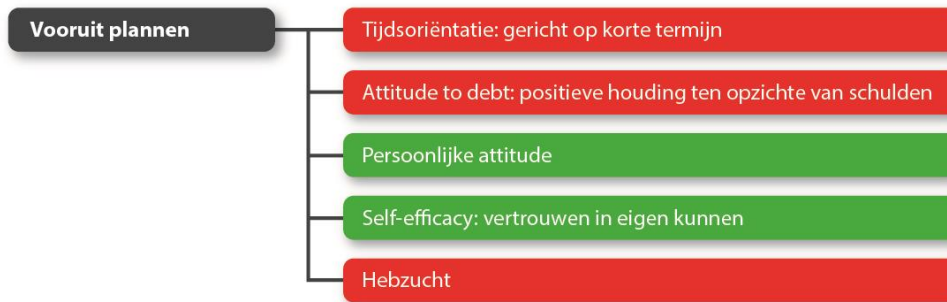 Vooruit plannen
Tijdsoriëntatie: gericht op korte termijn
Attitude to debt: positieve houding ten opzichte van schulden
Persoonlijke attitude
Self-efficacy: vertrouwen in eigen kunnen
Hebzucht